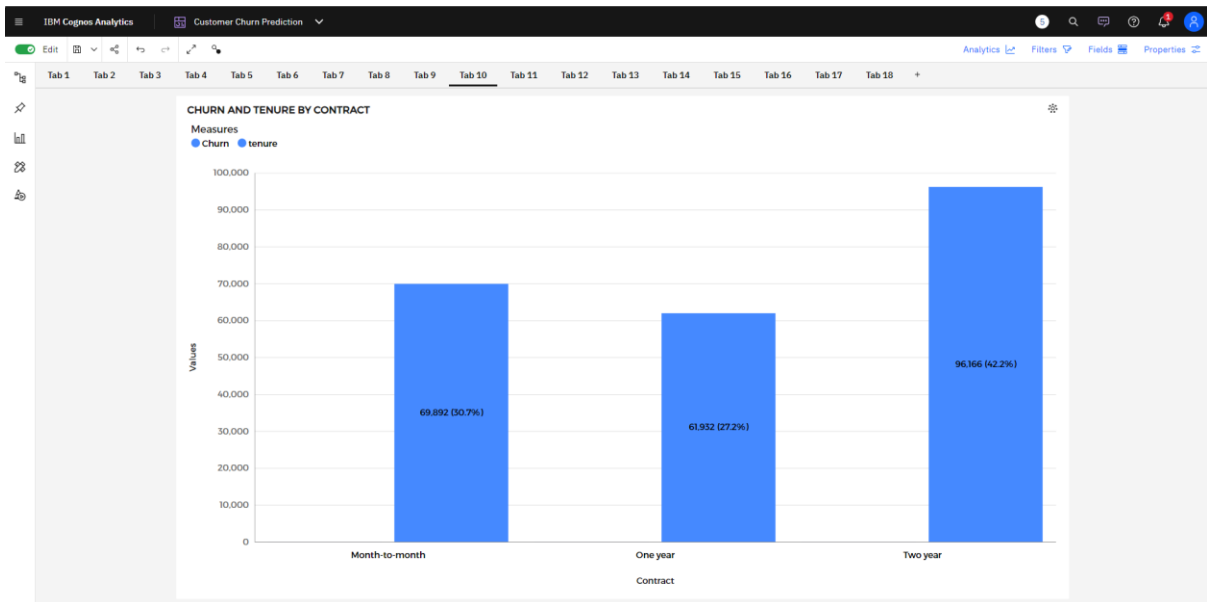 IBM Cognos Analytics
Customer Churn Prediction
5
1
Edit
Analytics
Filters
Fields
Properties
Tab 1 Tab 2 Tab 3 Tab 4 Tab 5 Tab 6 Tab 7 Tab 8 Tab 9 Tab 10 Tab 11 Tab 12 Tab 13 Tab 14 Tab 15 Tab 16 Tab 17 Tab 18 +
CHURN AND TENURE BY CONTRACT
Measures
Churn tenure
100,000
90,000
80,000
70,000
60,000
50,000
40,000
30,000
20,000
10,000
0
Values
69,892 (30.7%)
61,932 (27.2%)
96,166 (42.2%)
Month-to-month One year Two year
Contract